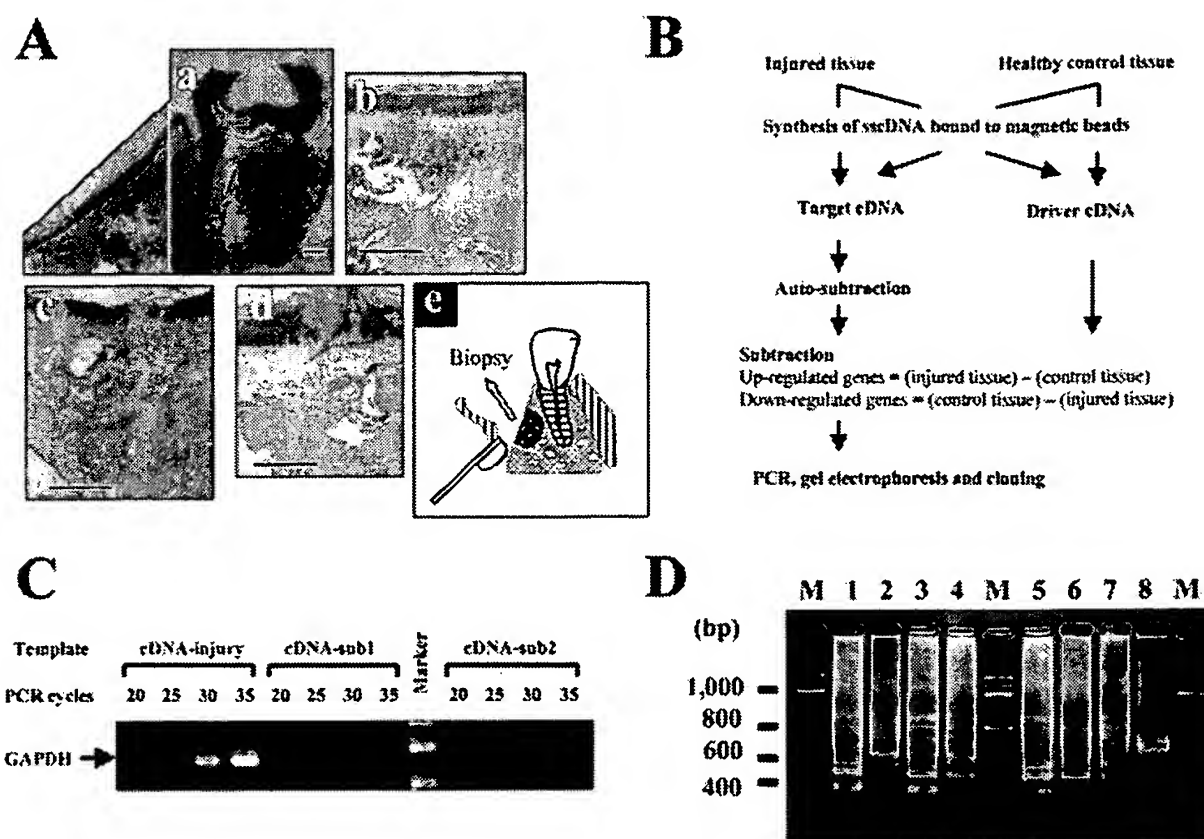 A
a
b
c
d
e
Biopsy
B
Injured tissue
Healthy control tissue
Synthesis of sscDNA bound to magnetic beads
Target cDNA
Driver cDNA
Auto-subtraction
Subtraction
Up-regulated genes = (injured tissue) – (control tissue)
Down-regulated genes = (control tissue) – (injured tissue)
PCR, gel electrophoresis and cloning
C
Template cDNA-injury cDNA-sub1 Marker cDNA-sub2
PCR cycles 20 25 30 35 20 25 30 35 20 25 30 35
GAPDH
D
M 1 2 3 4 M 5 6 7 8 M
(bp)
1,000
800
600
400